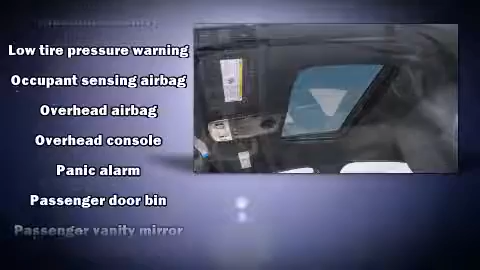 Low tire pressure warning
Occupant sensing airbag
Overhead airbag
Overhead console
Panic alarm
Passenger door bin
Passenger vanity mirror